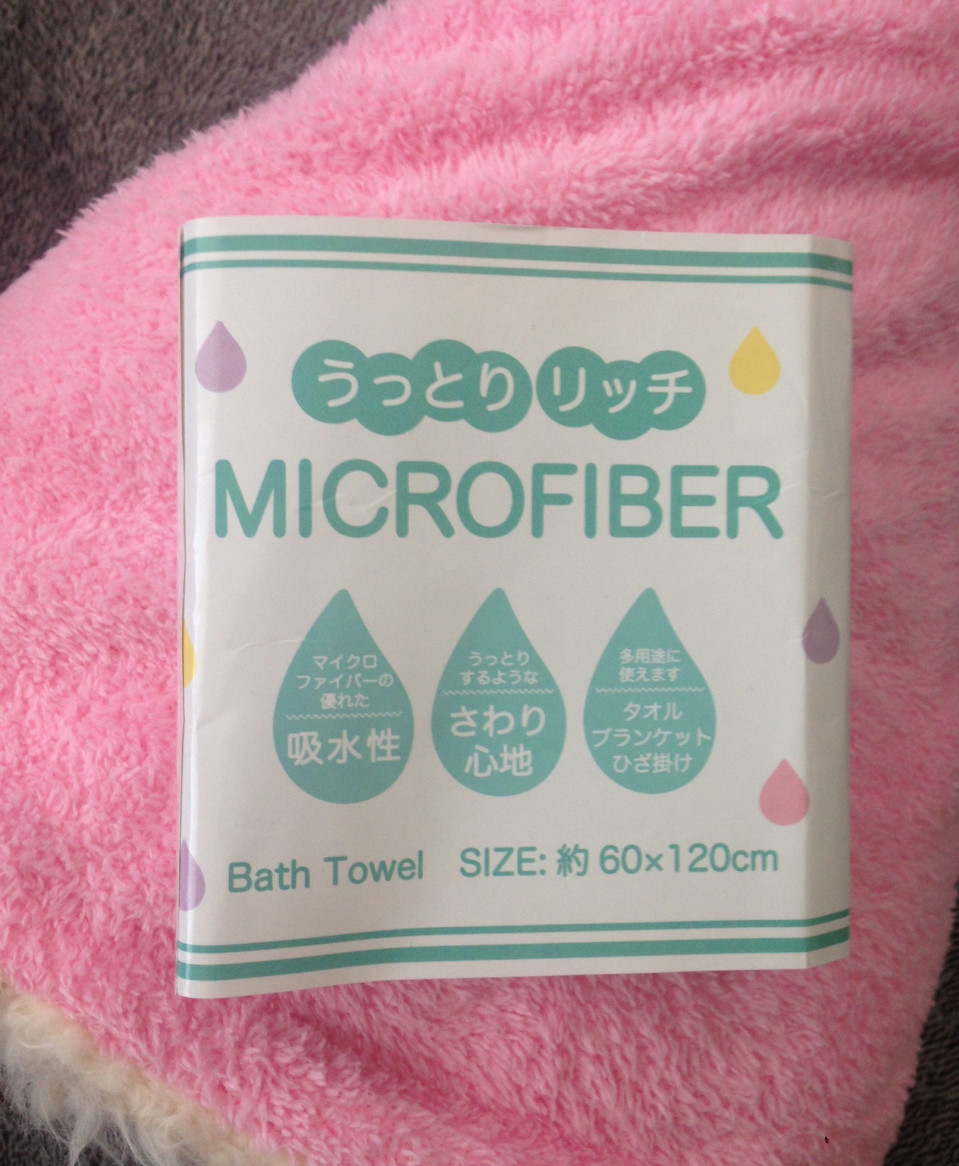 うっとり リッチ
MICROFIBER
マイクロ
ファイバーの
優れた
吸水性
うっとり
するような
さわり
心地
多用途に
使えます
タオル
ブランケット
ひざ掛け
Bath Towel SIZE: 約 60×120cm